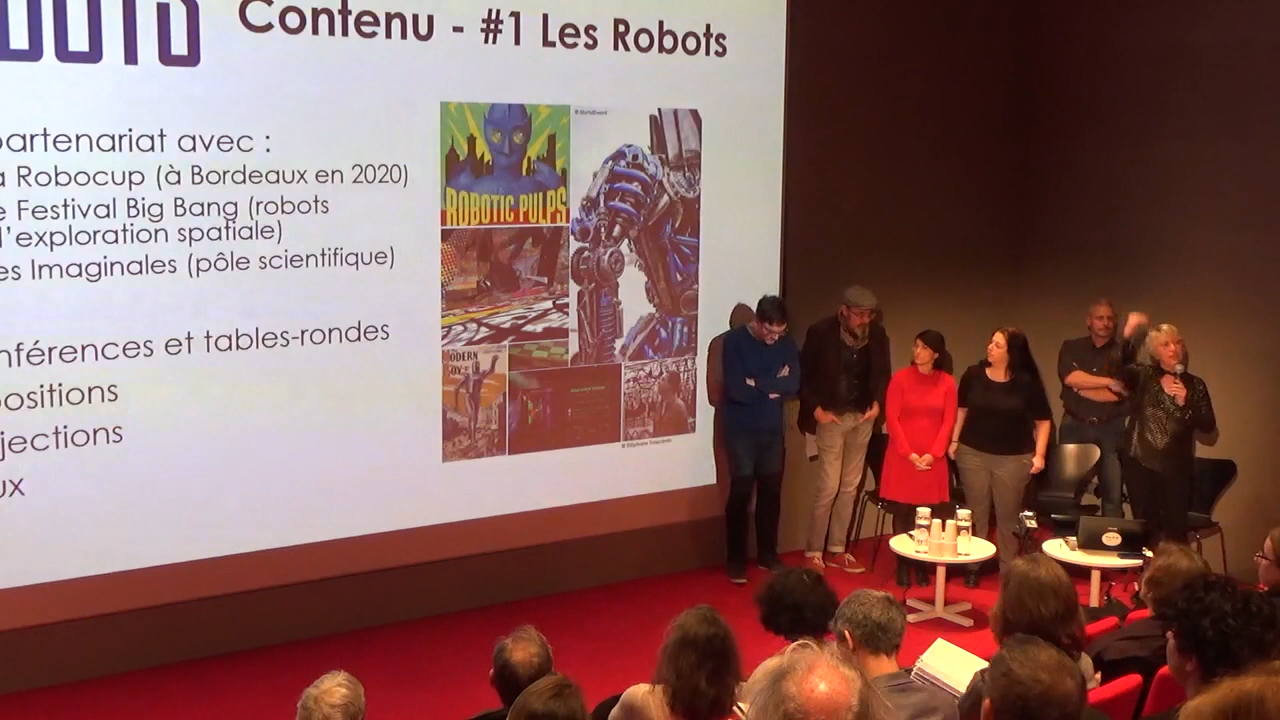 Contenu - #1 Les Robots
partenariat avec :
a Robocup (à Bordeaux en 2020)
e Festival Big Bang (robots
l'exploration spatiale)
es Imaginales (pôle scientifique)
nférences et tables-rondes
ositions
jections
ux
ROBOTIC PULPS